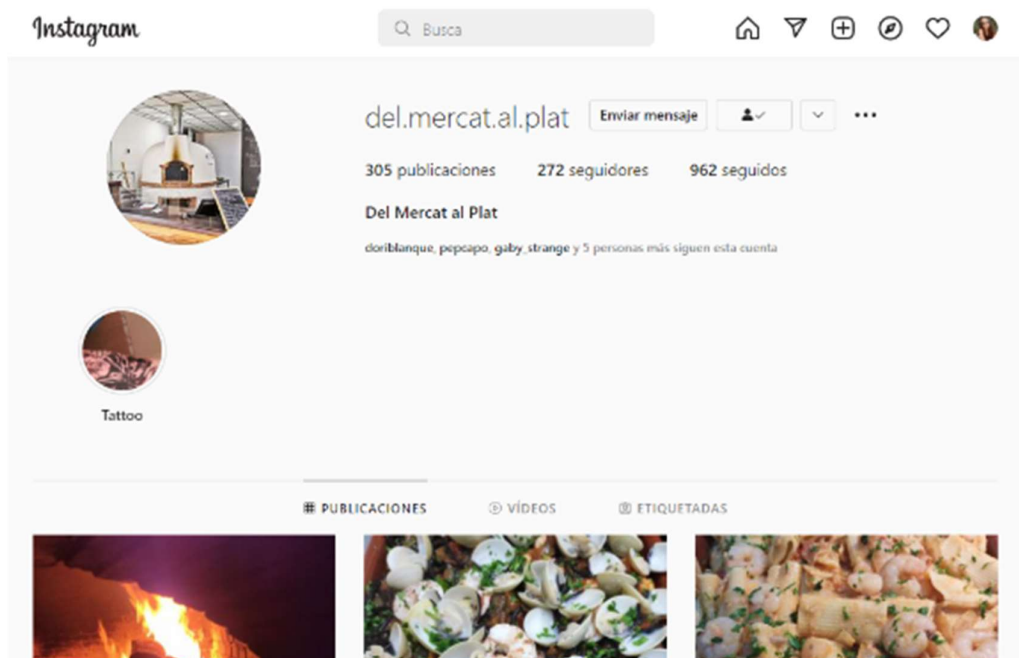 Instagram
Busca
del.mercat.al.plat
Enviar mensaje
305 publicaciones 272 seguidores 962 seguidos
Del Mercat al Plat
doriblanque, pepcapo, gaby_strange y 5 personas más siguen esta cuenta
Tattoo
PUBLICACIONES VÍDEOS ETIQUETADAS